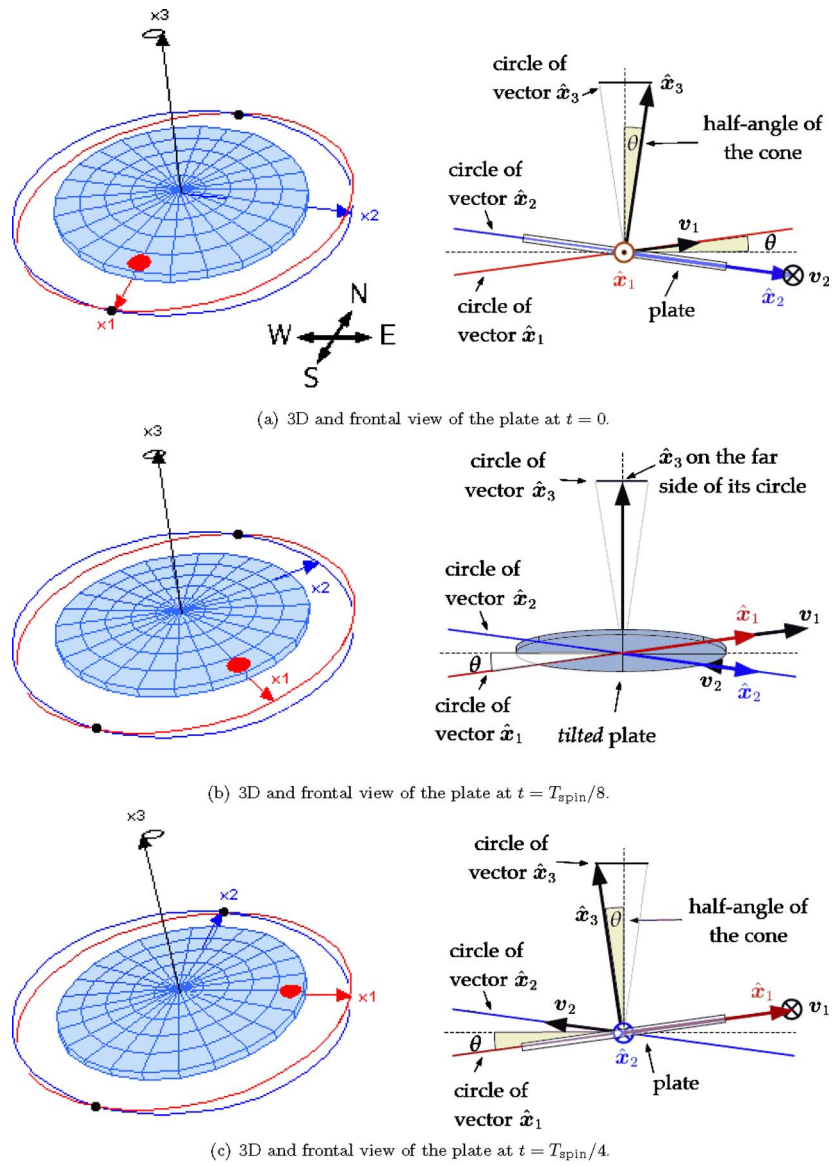 x3
x2
x1
N
W E
S
circle of
vector x̂₃
x̂₃
θ
half-angle of
the cone
circle of
vector x̂₂
v₁
θ
x̂₁
x̂₂
v₂
plate
circle of
vector x̂₁
(a) 3D and frontal view of the plate at t = 0.
x3
x2
x1
circle of
vector x̂₃
x̂₃ on the far
side of its circle
circle of
vector x̂₂
x̂₁
v₁
θ
v₂
x̂₂
circle of
vector x̂₁
tilted plate
(b) 3D and frontal view of the plate at t = Tspin/8.
x3
x2
x1
circle of
vector x̂₃
x̂₃
θ
half-angle of
the cone
circle of
vector x̂₂
v₂
x̂₁
v₁
θ
x̂₂
plate
circle of
vector x̂₁
(c) 3D and frontal view of the plate at t = Tspin/4.